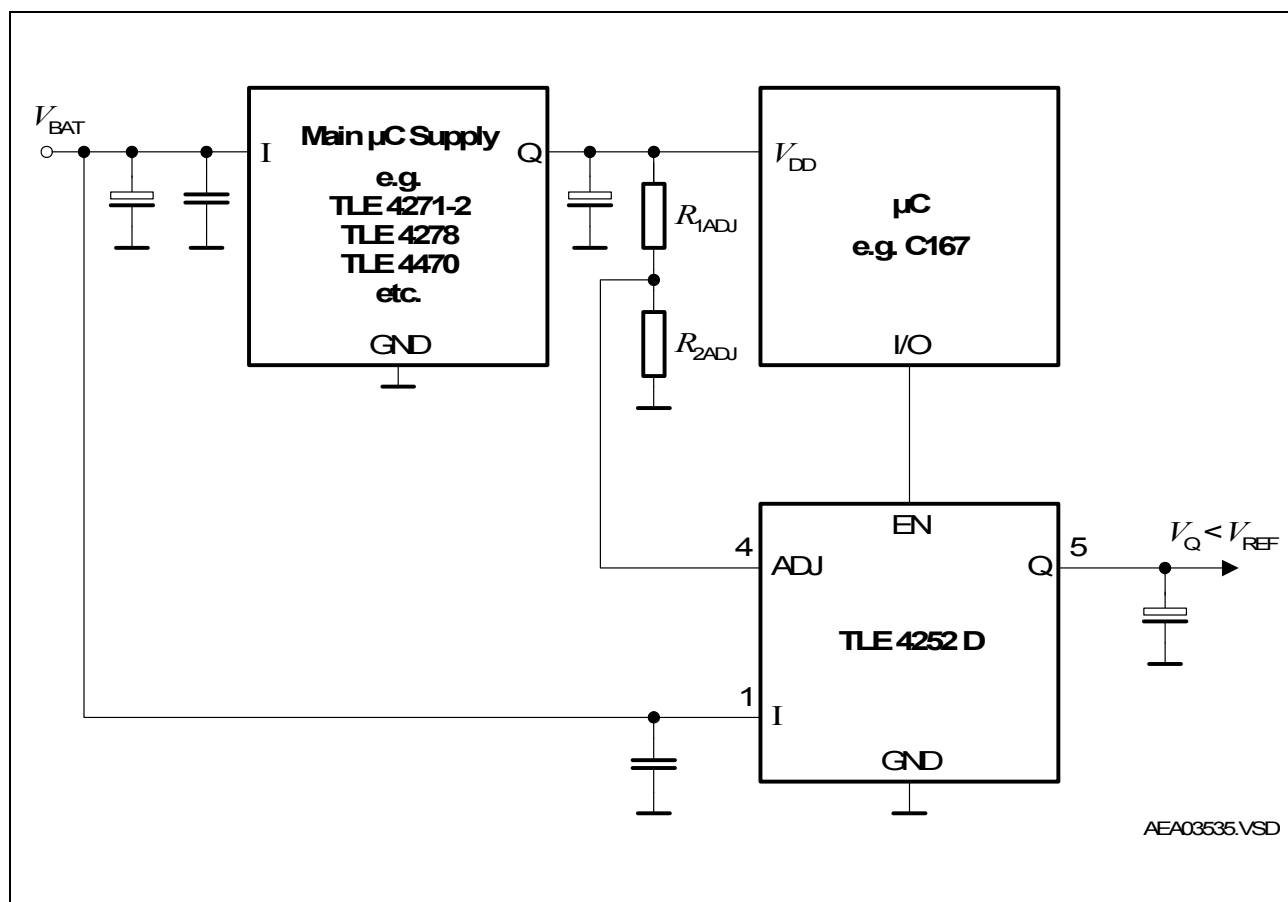 V_BAT
I
Main µC Supply
e.g.
TLE 4271-2
TLE 4278
TLE 4470
etc.
Q
GND
R_1ADJ
R_2ADJ
V_DD
µC
e.g. C167
I/O
EN
4
ADJ
Q
5
V_Q < V_REF
TLE 4252 D
1
I
GND
AEA03535.VSD